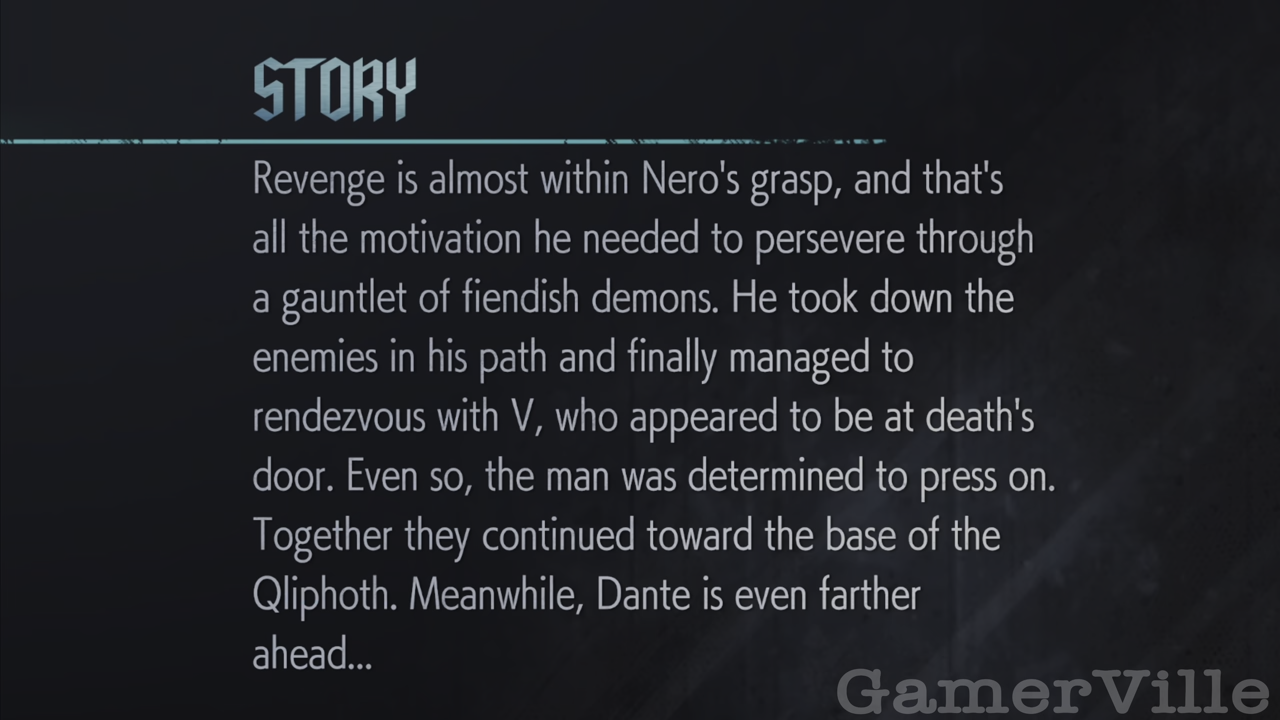 STORY
Revenge is almost within Nero's grasp, and that's
all the motivation he needed to persevere through
a gauntlet of fiendish demons. He took down the
enemies in his path and finally managed to
rendezvous with V, who appeared to be at death's
door. Even so, the man was determined to press on.
Together they continued toward the base of the
Qliphoth. Meanwhile, Dante is even farther
ahead...
GamerVille